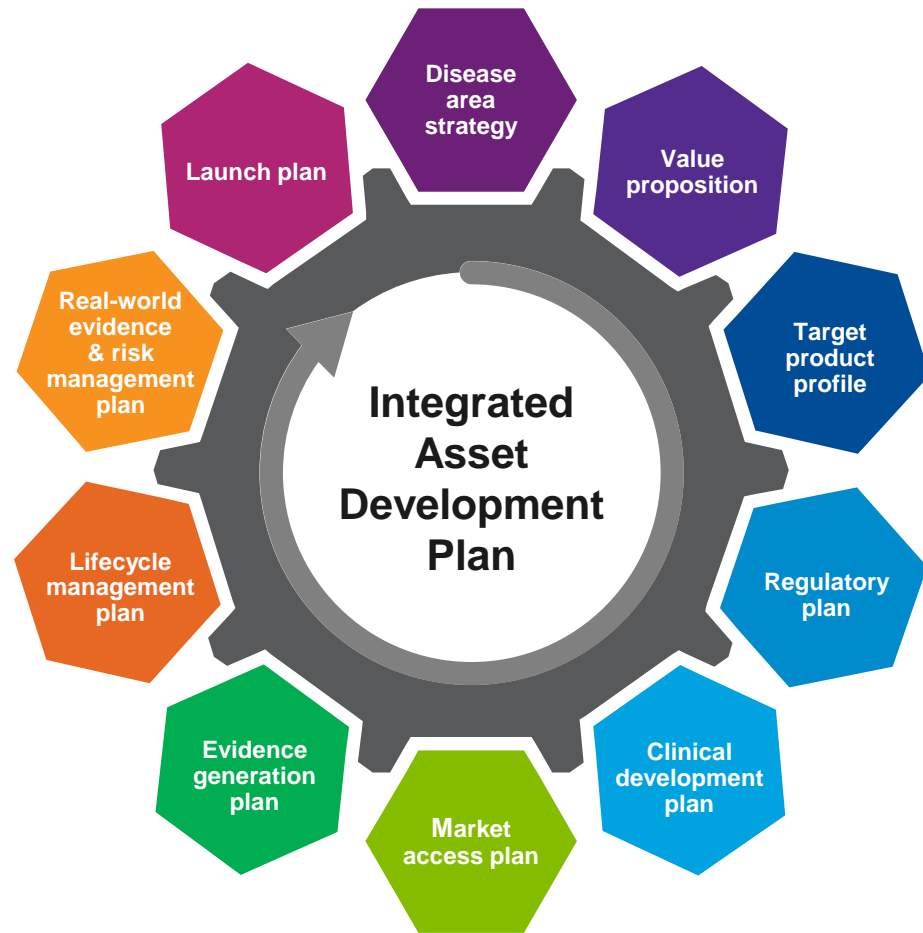 Disease
area
strategy
Value
proposition
Target
product
profile
Regulatory
plan
Clinical
development
plan
Market
access plan
Evidence
generation
plan
Lifecycle
management
plan
Real-world
evidence
& risk
management
plan
Launch plan
Integrated
Asset
Development
Plan